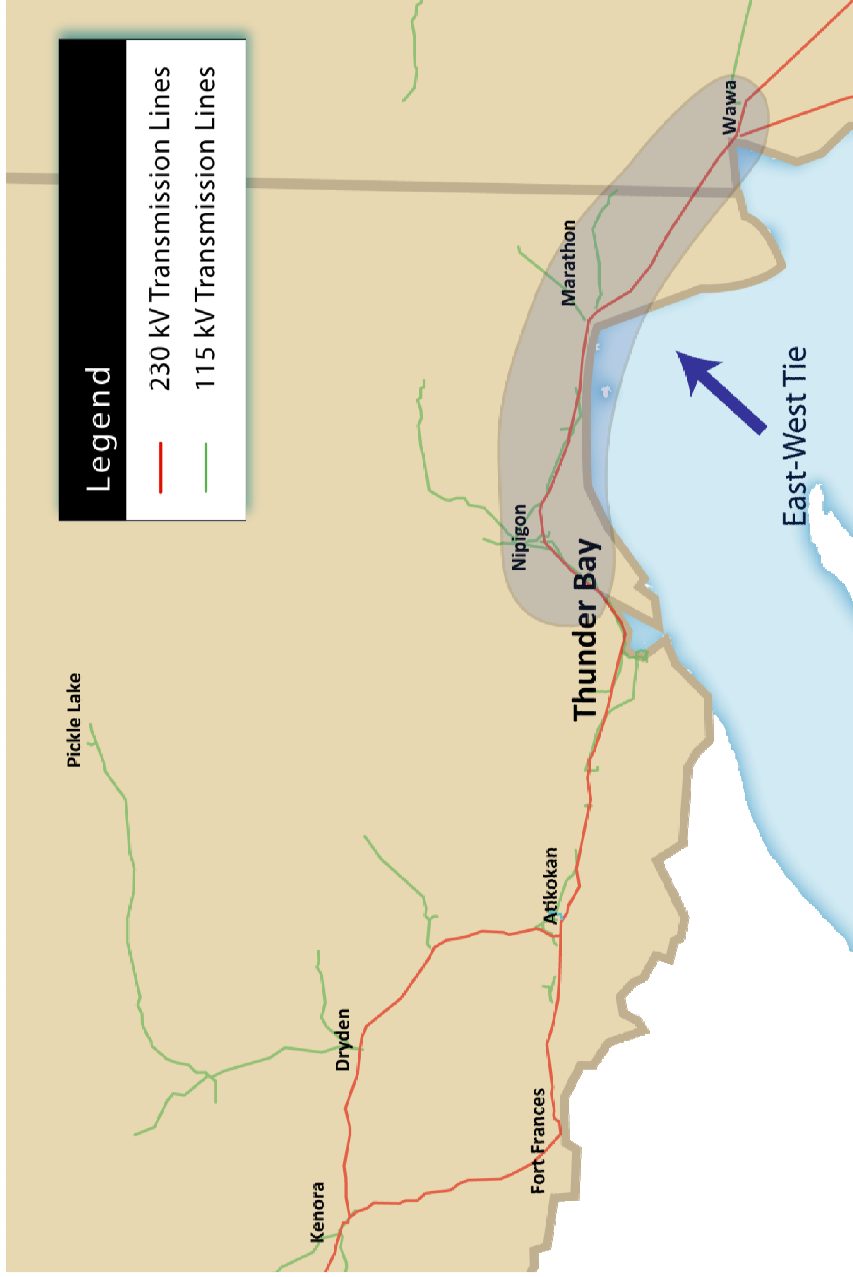 Legend
230 kV Transmission Lines
115 kV Transmission Lines
Pickle Lake
Kenora
Dryden
Nipigon
Marathon
Fort Frances
Atikokan
Thunder Bay
Wawa
East-West Tie